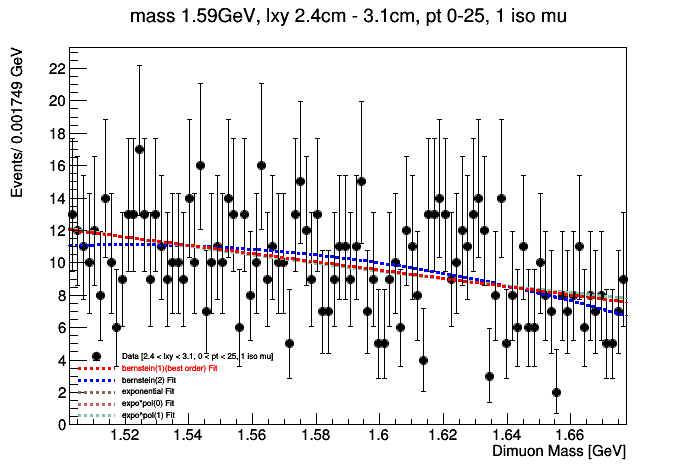 mass 1.59GeV, lxy 2.4cm - 3.1cm, pt 0-25, 1 iso mu
Events/ 0.001749 GeV
22
20
18
16
14
12
10
8
6
4
2
0
Data [2.4 < lxy < 3.1, 0 < pt < 25, 1 iso mu]
bernstein(1)(best order) Fit
bernstein(2) Fit
exponential Fit
expo*pol(0) Fit
expo*pol(1) Fit
1.52 1.54 1.56 1.58 1.6 1.62 1.64 1.66
Dimuon Mass [GeV]